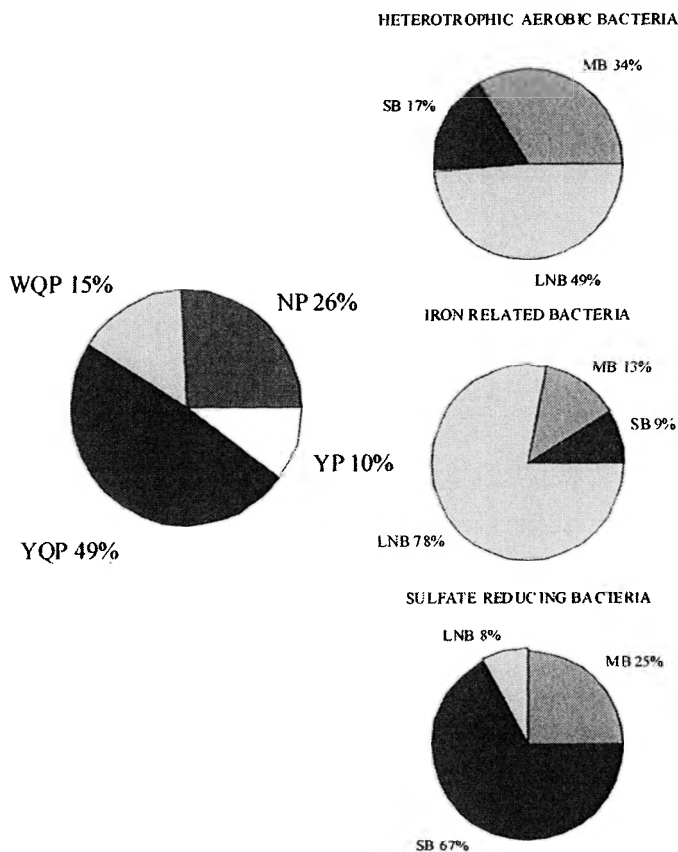 HETEROTROPHIC AEROBIC BACTERIA
MB 34%
SB 17%
LNB 49%
WQP 15%
NP 26%
YP 10%
YQP 49%
IRON RELATED BACTERIA
MB 13%
SB 9%
LNB 78%
SULFATE REDUCING BACTERIA
LNB 8%
MB 25%
SB 67%